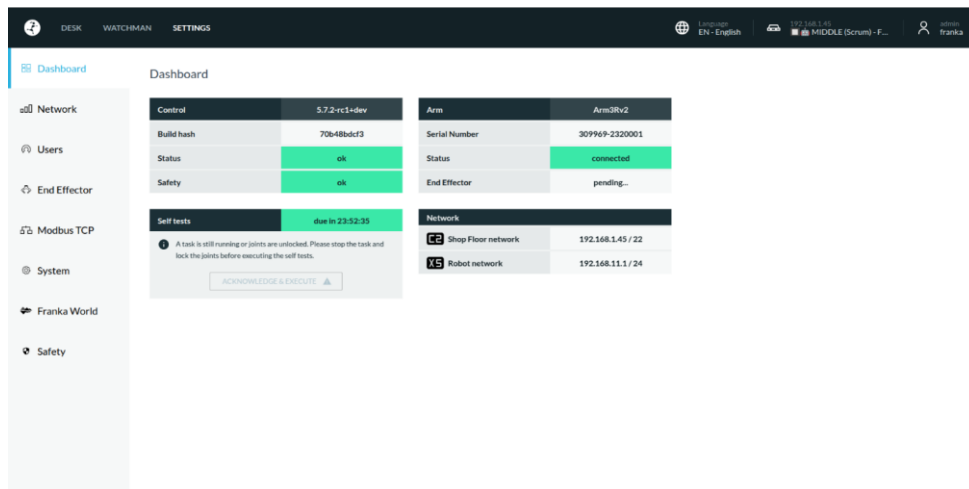 DESK WATCHMAN SETTINGS
Language
EN - English
192.168.1.45
MIDDLE (Scrum) - F...
admin
franka
Dashboard
Network
Users
End Effector
Modbus TCP
System
Franka World
Safety
Dashboard
Control 5.7.2-rc1+dev
Build hash 70b48bdcf3
Status ok
Safety ok
Arm Arm3Rv2
Serial Number 309969-2320001
Status connected
End Effector pending...
Self tests due in 23:52:35
A task is still running or joints are unlocked. Please stop the task and
lock the joints before executing the self tests.
ACKNOWLEDGE & EXECUTE
Network
C2 Shop Floor network 192.168.1.45 / 22
X5 Robot network 192.168.11.1 / 24